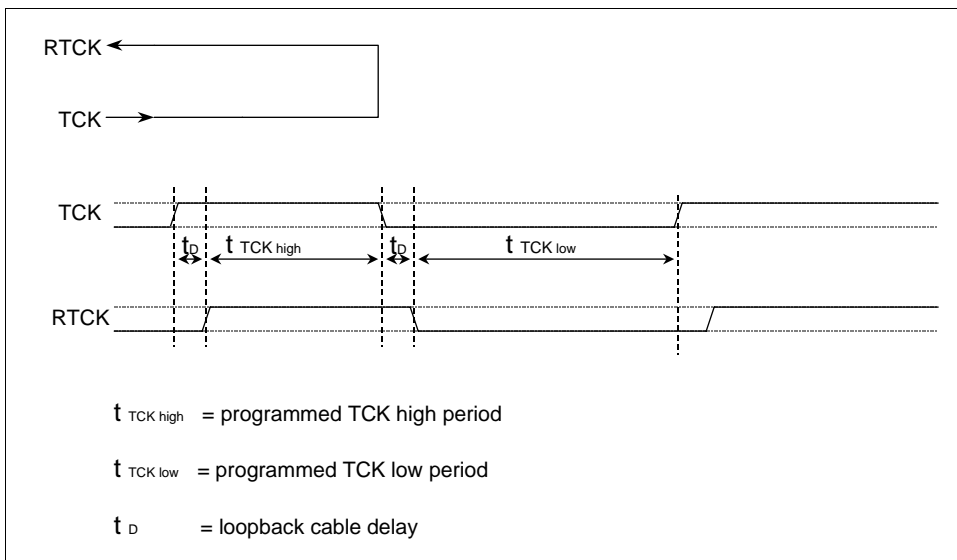 RTCK
TCK
TCK
tD
t TCK high
tD
t TCK low
RTCK
t TCK high = programmed TCK high period
t TCK low = programmed TCK low period
t D = loopback cable delay